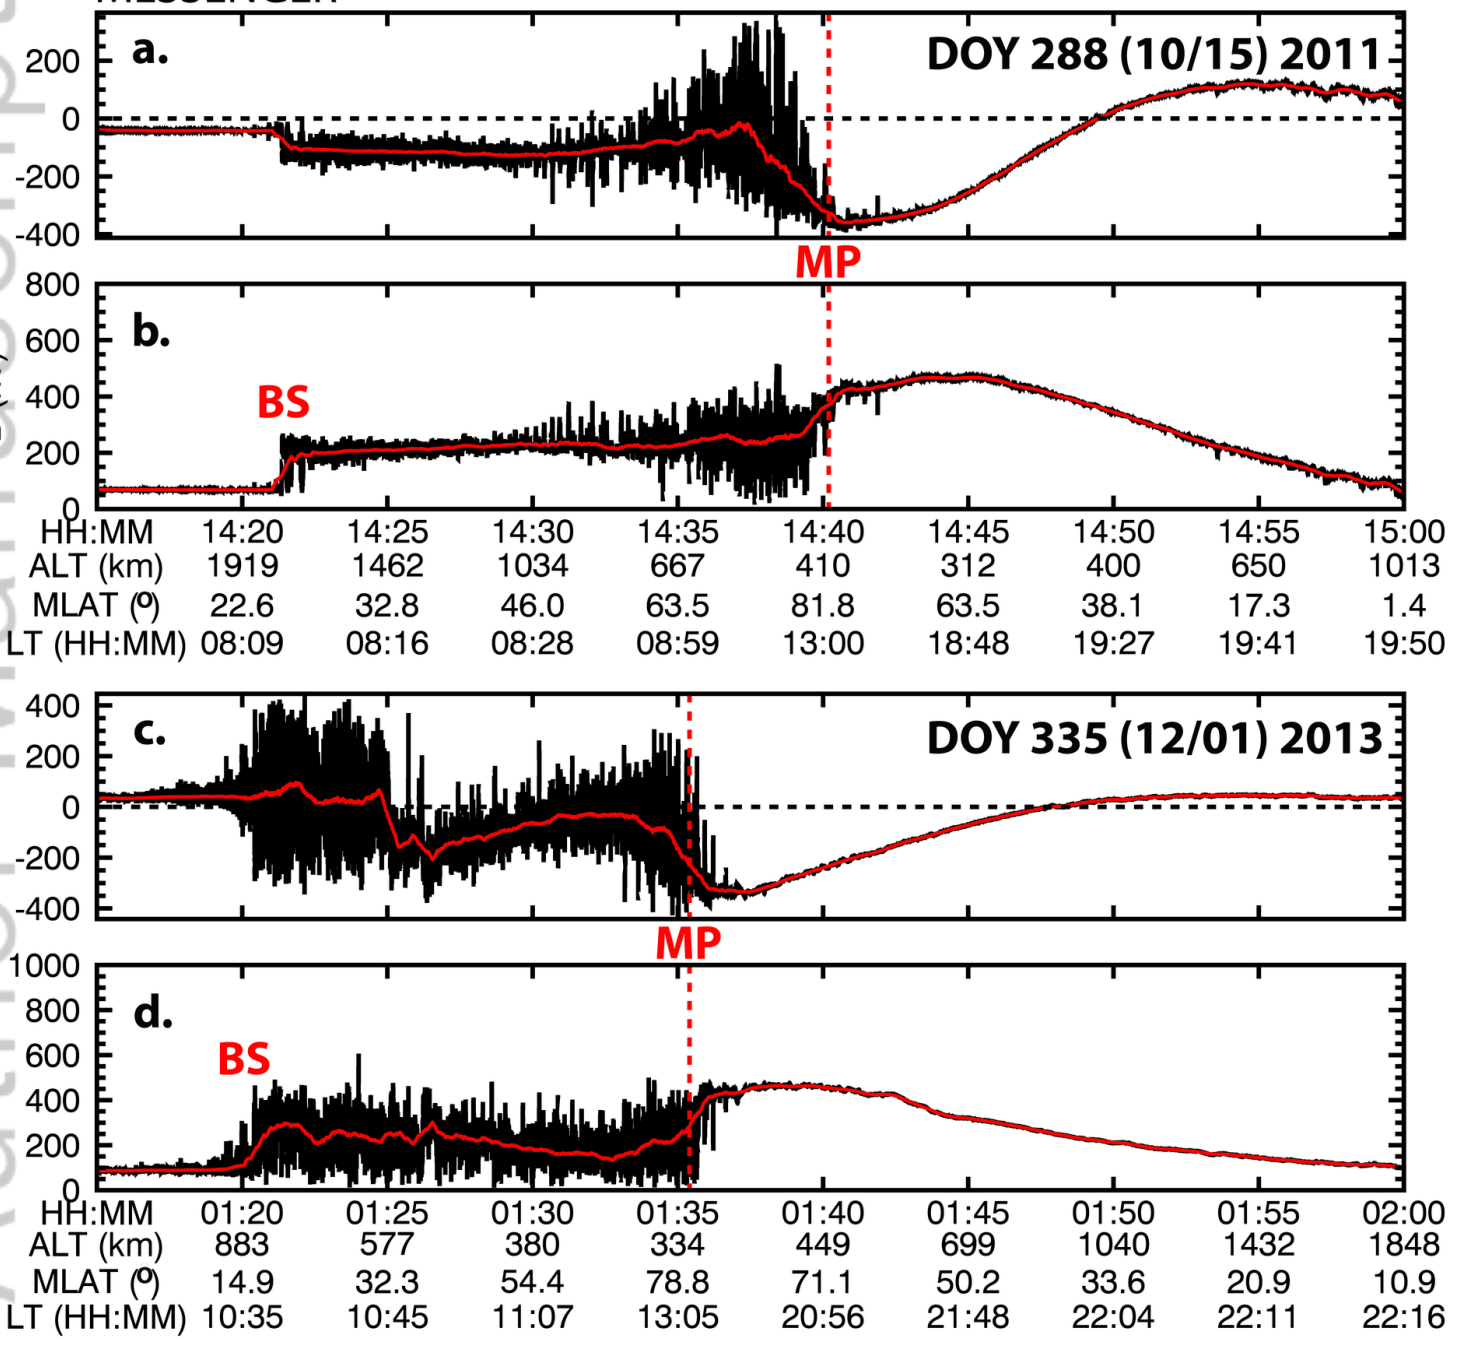 a.
DOY 288 (10/15) 2011
200
0
-200
-400
MP
800
600
400
200
0
b.
BS
HH:MM 14:20 14:25 14:30 14:35 14:40 14:45 14:50 14:55 15:00
ALT (km) 1919 1462 1034 667 410 312 400 650 1013
MLAT (º) 22.6 32.8 46.0 63.5 81.8 63.5 38.1 17.3 1.4
LT (HH:MM) 08:09 08:16 08:28 08:59 13:00 18:48 19:27 19:41 19:50
c.
DOY 335 (12/01) 2013
400
200
0
-200
-400
MP
1000
800
600
400
200
0
d.
BS
HH:MM 01:20 01:25 01:30 01:35 01:40 01:45 01:50 01:55 02:00
ALT (km) 883 577 380 334 449 699 1040 1432 1848
MLAT (º) 14.9 32.3 54.4 78.8 71.1 50.2 33.6 20.9 10.9
LT (HH:MM) 10:35 10:45 11:07 13:05 20:56 21:48 22:04 22:11 22:16